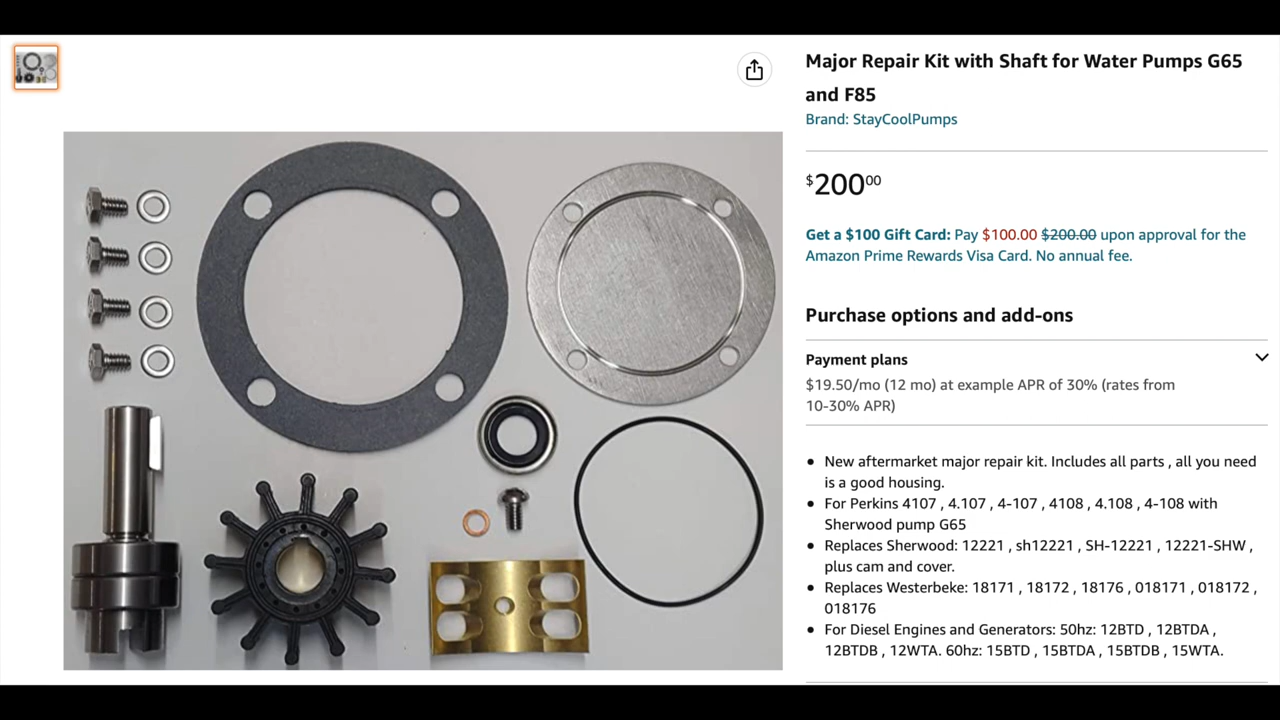 Major Repair Kit with Shaft for Water Pumps G65
and F85
Brand: StayCoolPumps
$20000
Get a $100 Gift Card: Pay $100.00 $200.00 upon approval for the
Amazon Prime Rewards Visa Card. No annual fee.
Purchase options and add-ons
Payment plans
$19.50/mo (12 mo) at example APR of 30% (rates from
10-30% APR)
• New aftermarket major repair kit. Includes all parts , all you need
is a good housing.
• For Perkins 4107 , 4.107 , 4-107 , 4108 , 4.108 , 4-108 with
Sherwood pump G65
• Replaces Sherwood: 12221 , sh12221 , SH-12221 , 12221-SHW ,
plus cam and cover.
• Replaces Westerbeke: 18171 , 18172 , 18176 , 018171 , 018172 ,
018176
• For Diesel Engines and Generators: 50hz: 12BTD , 12BTDA ,
12BTDB , 12WTA. 60hz: 15BTD , 15BTDA , 15BTDB , 15WTA.